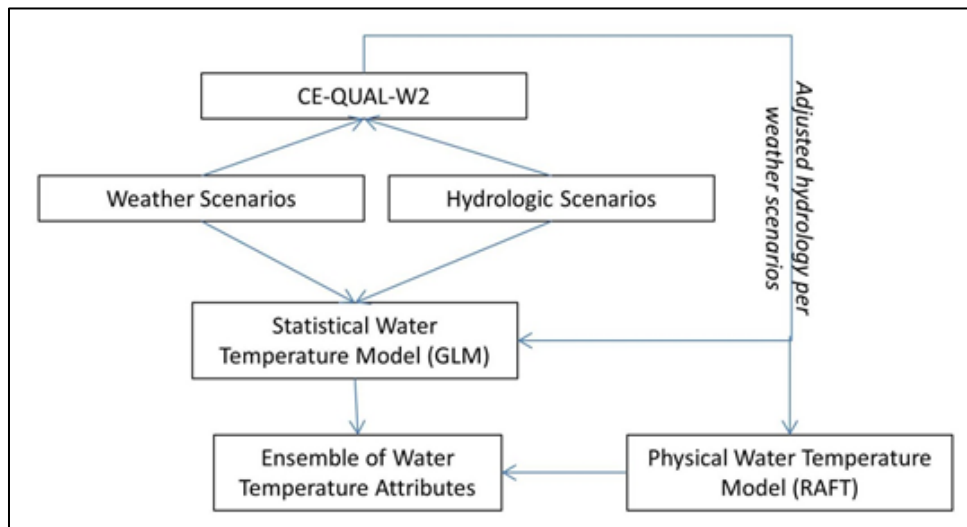 CE-QUAL-W2
Weather Scenarios
Hydrologic Scenarios
Adjusted hydrology per
weather scenarios
Statistical Water
Temperature Model (GLM)
Ensemble of Water
Temperature Attributes
Physical Water Temperature
Model (RAFT)